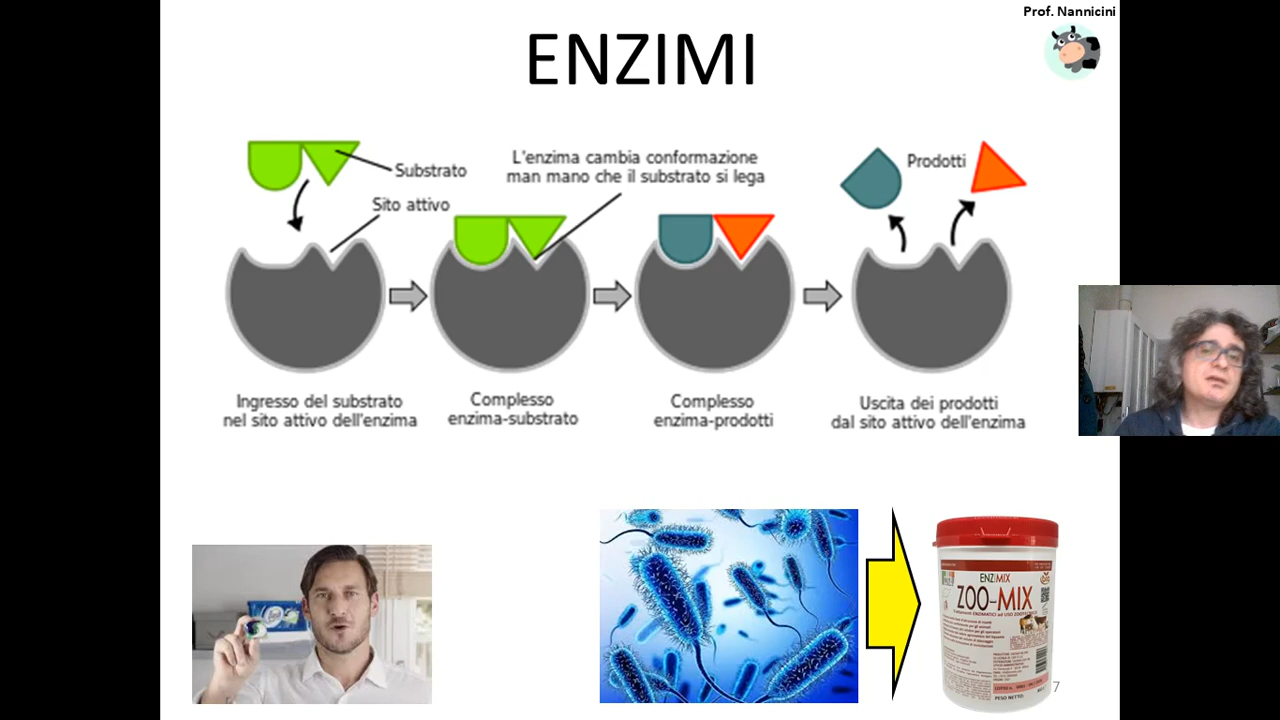 Prof. Nannicini
ENZIMI
Substrato
Sito attivo
L'enzima cambia conformazione
man mano che il substrato si lega
Prodotti
Ingresso del substrato
nel sito attivo dell'enzima
Complesso
enzima-substrato
Complesso
enzima-prodotti
Uscita dei prodotti
dal sito attivo dell'enzima
ENZIMIX
ZOO-MIX
PESO NETTO:
7